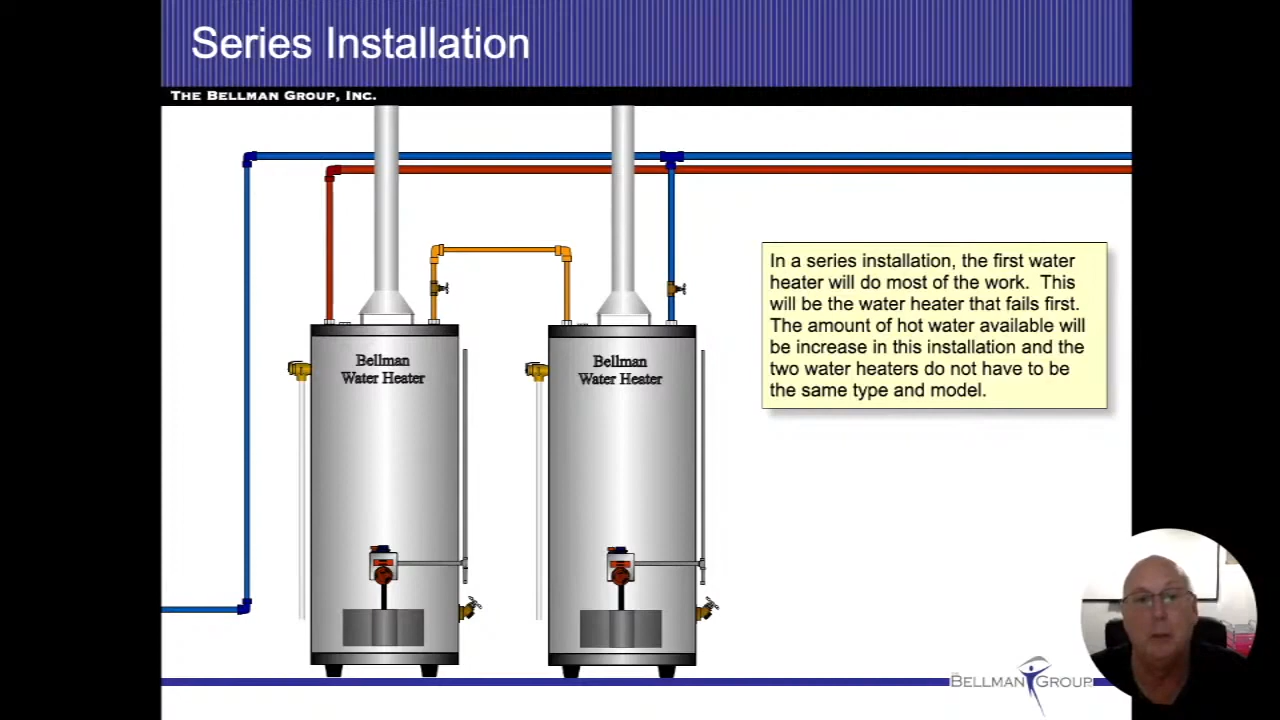 Series Installation
THE BELLMAN GROUP, INC.
In a series installation, the first water
heater will do most of the work. This
will be the water heater that fails first.
The amount of hot water available will
be increase in this installation and the
two water heaters do not have to be
the same type and model.
Bellman
Water Heater
Bellman
Water Heater
BELLMAN GROUP